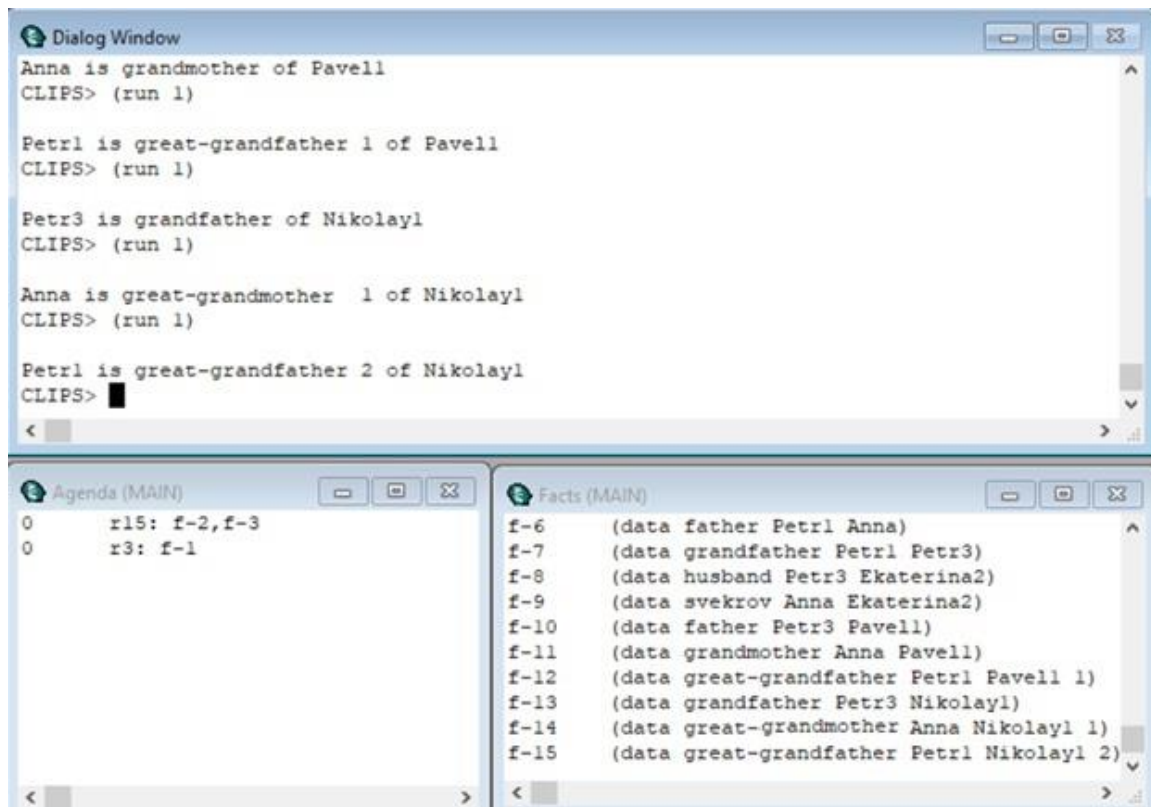 Dialog Window
Anna is grandmother of Pavel1
CLIPS> (run 1)
Petr1 is great-grandfather 1 of Pavel1
CLIPS> (run 1)
Petr3 is grandfather of Nikolay1
CLIPS> (run 1)
Anna is great-grandmother 1 of Nikolay1
CLIPS> (run 1)
Petr1 is great-grandfather 2 of Nikolay1
CLIPS>
Agenda (MAIN)
0 r15: f-2,f-3
0 r3: f-1
Facts (MAIN)
f-6 (data father Petr1 Anna)
f-7 (data grandfather Petr1 Petr3)
f-8 (data husband Petr3 Ekaterina2)
f-9 (data svekrov Anna Ekaterina2)
f-10 (data father Petr3 Pavel1)
f-11 (data grandmother Anna Pavel1)
f-12 (data great-grandfather Petr1 Pavel1 1)
f-13 (data grandfather Petr3 Nikolay1)
f-14 (data great-grandmother Anna Nikolay1 1)
f-15 (data great-grandfather Petr1 Nikolay1 2)